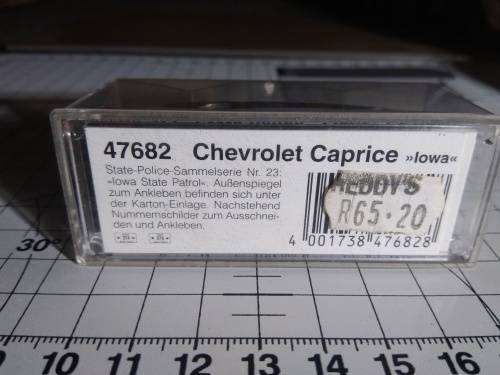 47682 Chevrolet Caprice »Iowa«
State-Police-Sammelserie Nr. 23:
»Iowa State Patrol«. Außenspiegel
zum Ankleben befinden sich unter
der Karton-Einlage. Nachstehend
Nummernschilder zum Ausschnei-
den und Ankleben.
REDDY'S
R65·20
4 001738 476828
30°
9 10 11 12 13 14 15 16